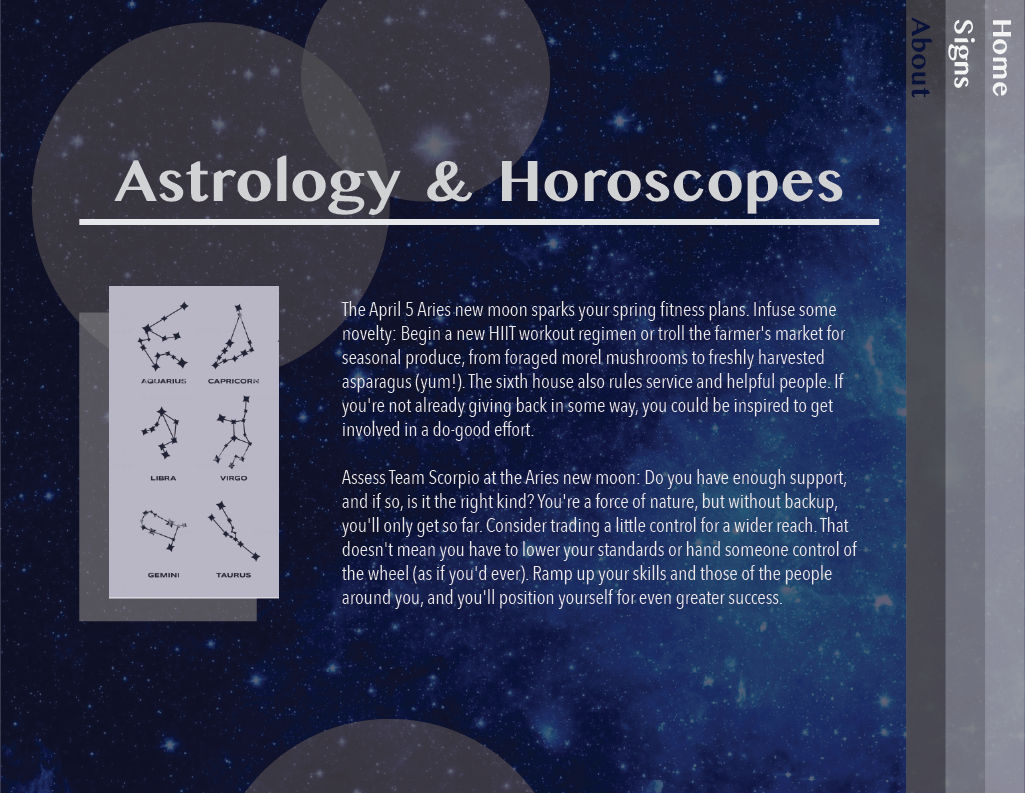 Home
Signs
About
Astrology & Horoscopes
AQUARIUS CAPRICORN
LIBRA VIRGO
GEMINI TAURUS
The April 5 Aries new moon sparks your spring fitness plans. Infuse some
novelty: Begin a new HIIT workout regimen or troll the farmer's market for
seasonal produce, from foraged morel mushrooms to freshly harvested
asparagus (yum!). The sixth house also rules service and helpful people. If
you're not already giving back in some way, you could be inspired to get
involved in a do-good effort.
Assess Team Scorpio at the Aries new moon: Do you have enough support,
and if so, is it the right kind? You're a force of nature, but without backup,
you'll only get so far. Consider trading a little control for a wider reach. That
doesn't mean you have to lower your standards or hand someone control of
the wheel (as if you'd ever). Ramp up your skills and those of the people
around you, and you'll position yourself for even greater success.